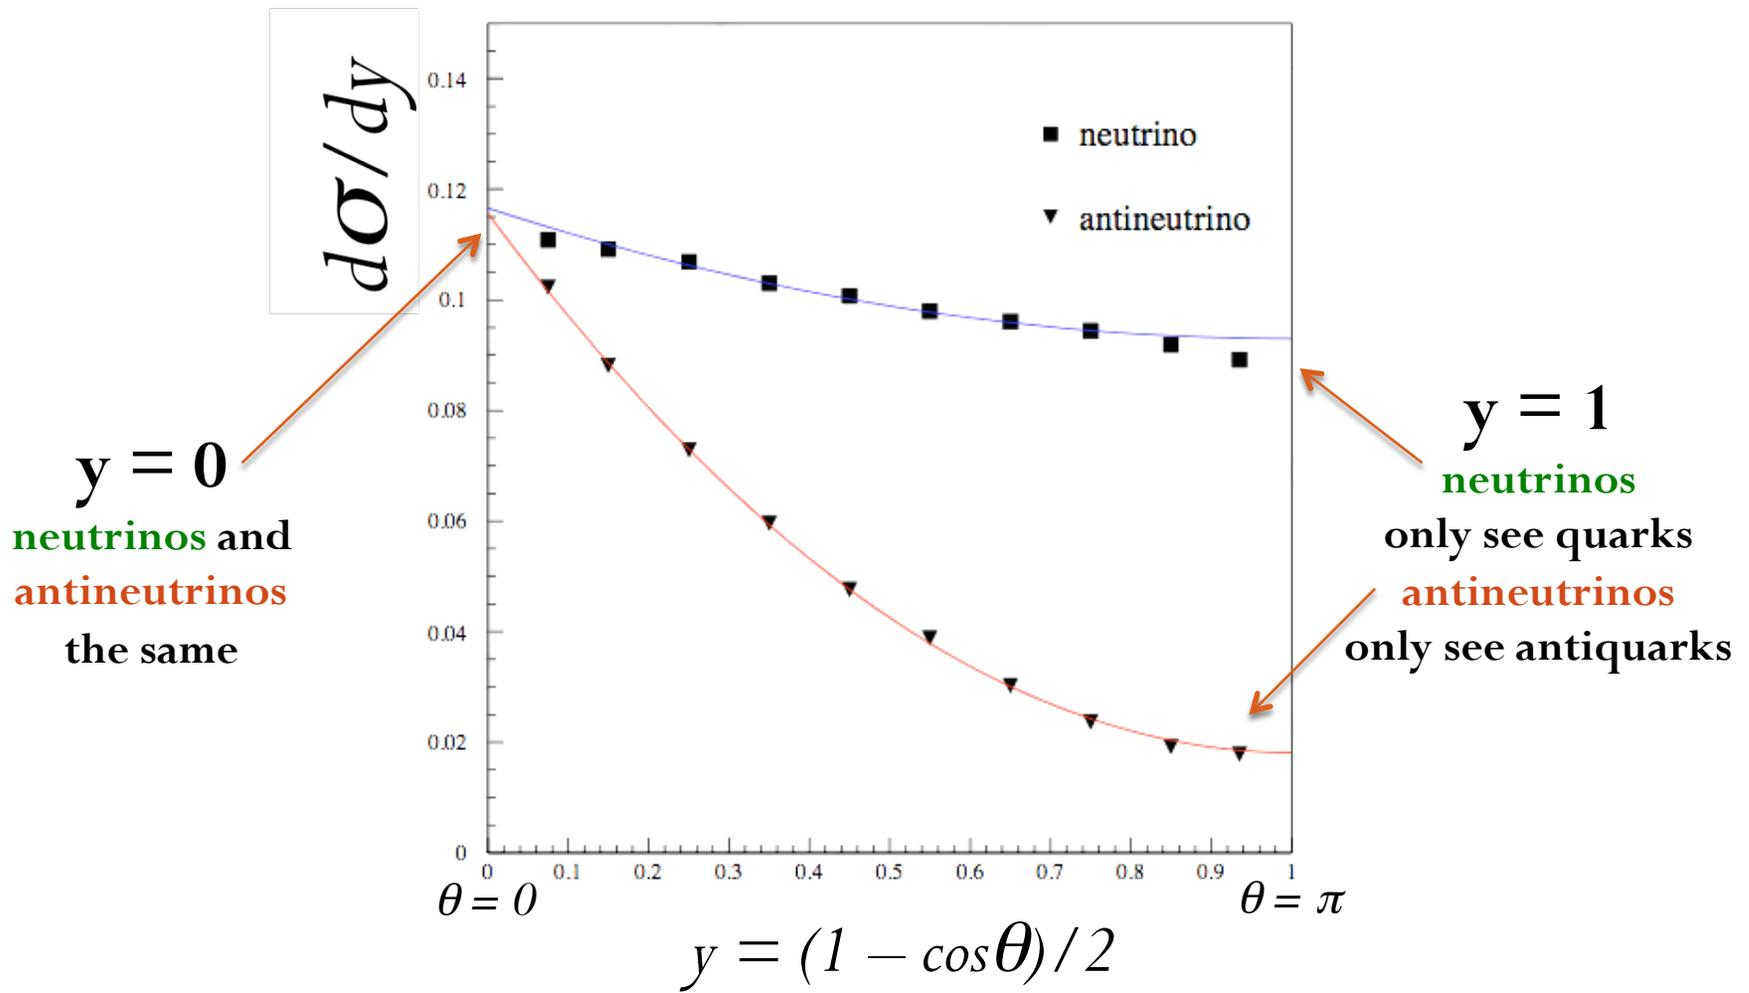 dσ/dy
0.14
0.12
0.1
0.08
0.06
0.04
0.02
0
neutrino
antineutrino
y = 0
neutrinos and
antineutrinos
the same
y = 1
neutrinos
only see quarks
antineutrinos
only see antiquarks
0 0.1 0.2 0.3 0.4 0.5 0.6 0.7 0.8 0.9 1
θ = 0 θ = π
y = (1 – cosθ)/2